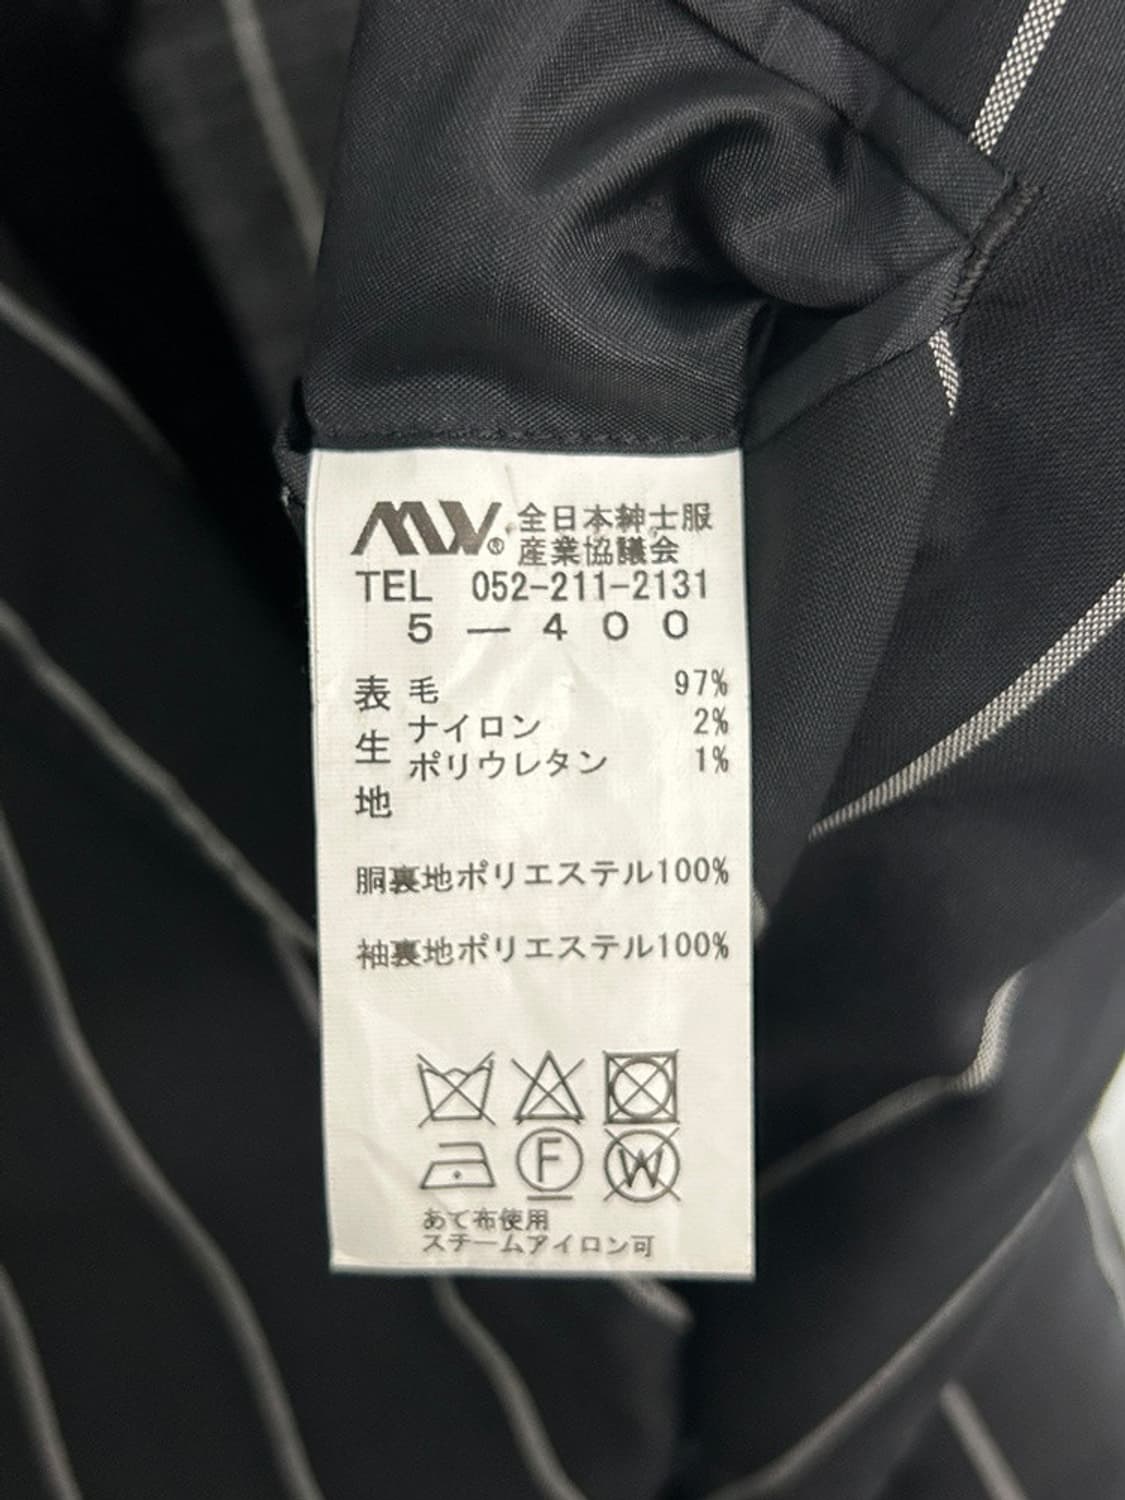 MW® 全日本紳士服
産業協議会
TEL 052-211-2131
5－400
表生地
毛 97%
ナイロン 2%
ポリウレタン 1%
胴裏地ポリエステル100%
袖裏地ポリエステル100%
F W
あて布使用
スチームアイロン可